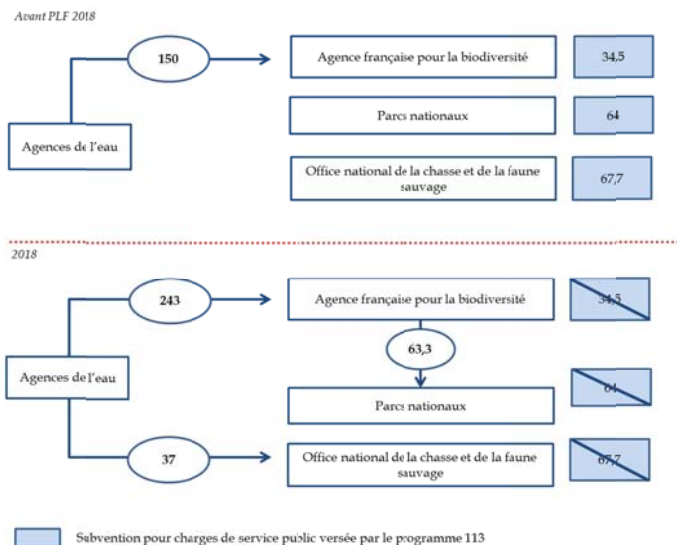 Avant PLF 2018
150
Agence française pour la biodiversité
34,5
Parcs nationaux
64
Agences de l'eau
Office national de la chasse et de la faune
sauvage
67,7
2018
243
Agence française pour la biodiversité
34,5
63,3
Agences de l'eau
64
Parcs nationaux
37
Office national de la chasse et de la faune
sauvage
67,7
Subvention pour charges de service public versée par le programme 113